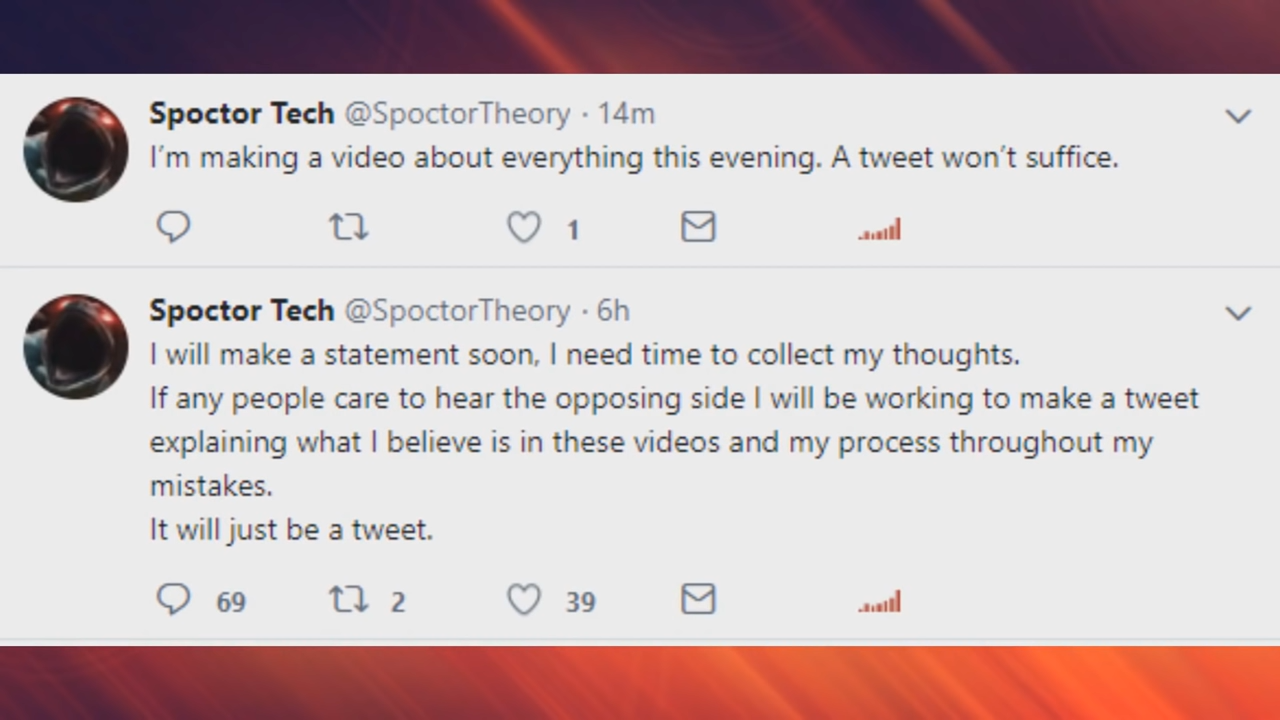 Spoctor Tech @SpoctorTheory · 14m
I’m making a video about everything this evening. A tweet won’t suffice.
1
Spoctor Tech @SpoctorTheory · 6h
I will make a statement soon, I need time to collect my thoughts.
If any people care to hear the opposing side I will be working to make a tweet
explaining what I believe is in these videos and my process throughout my
mistakes.
It will just be a tweet.
69 2 39